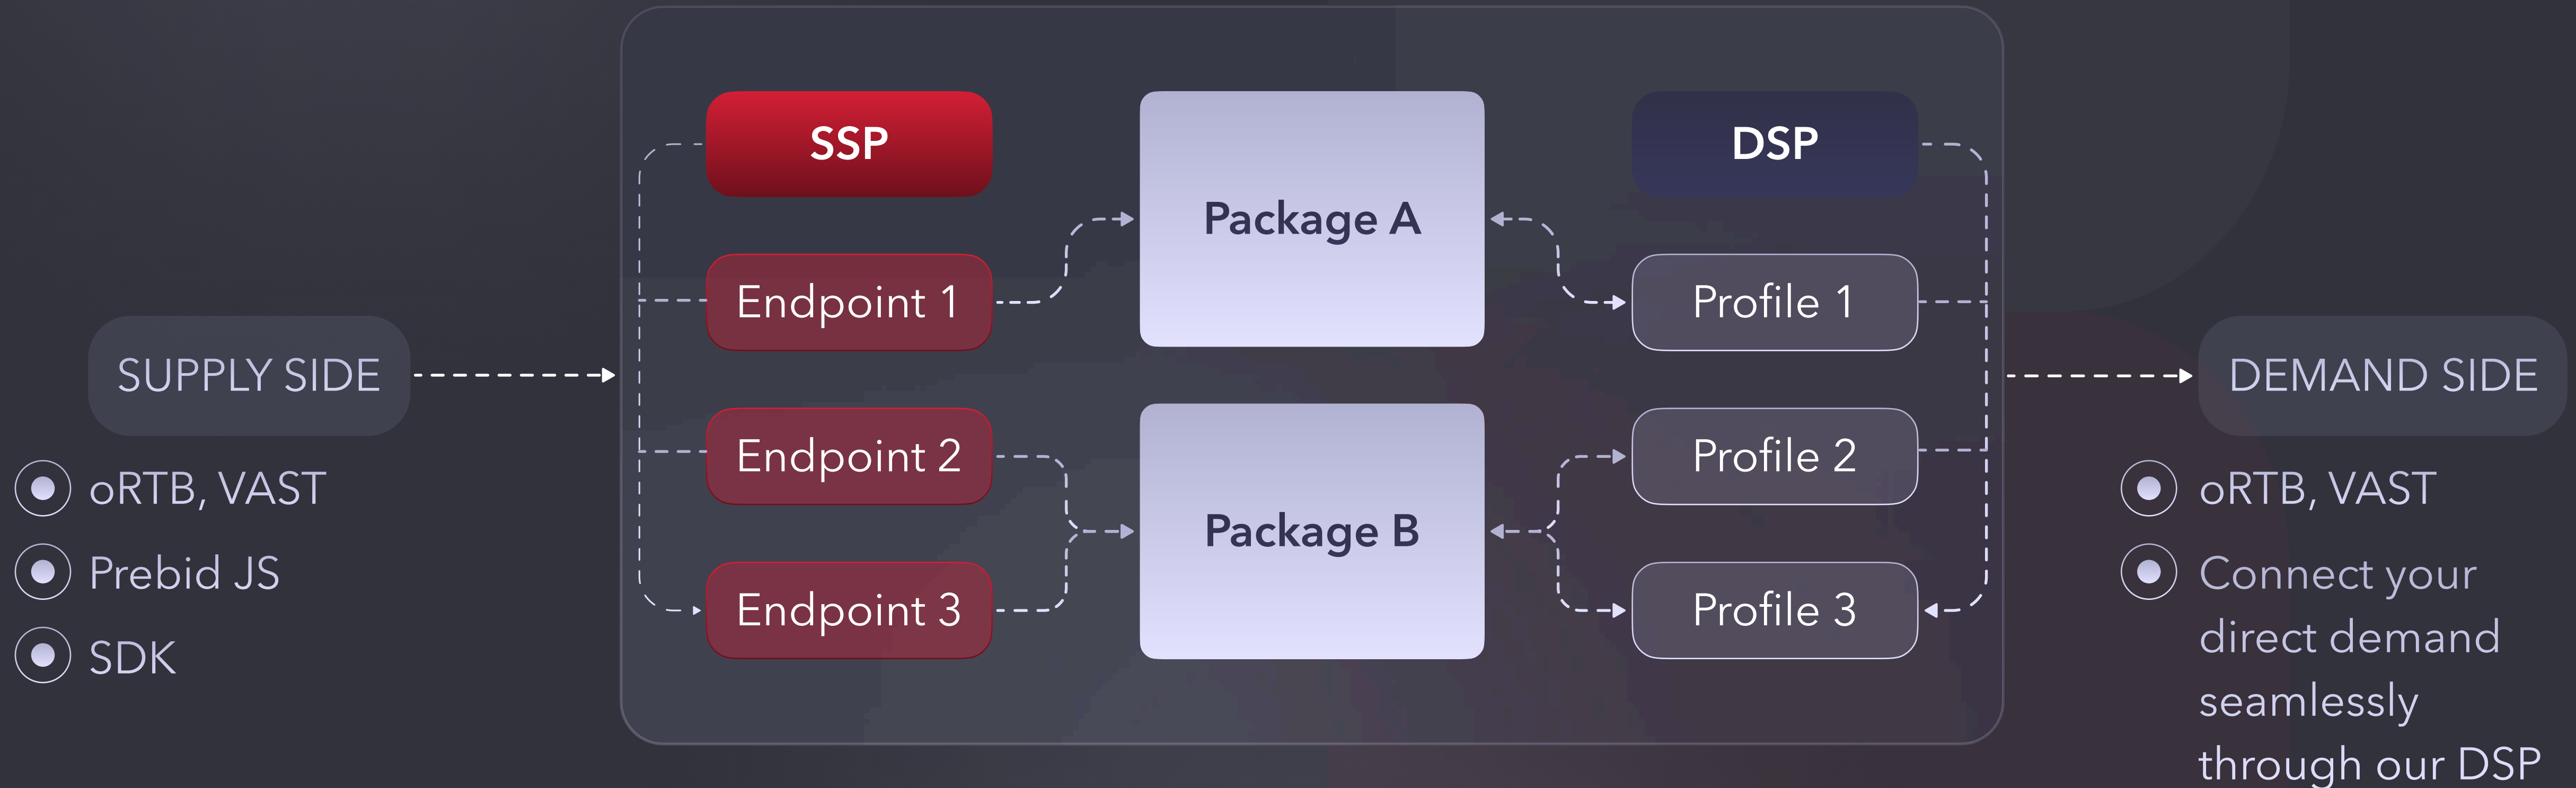 SUPPLY SIDE
oRTB, VAST
Prebid JS
SDK
SSP
Endpoint 1
Endpoint 2
Endpoint 3
Package A
Package B
DSP
Profile 1
Profile 2
Profile 3
DEMAND SIDE
oRTB, VAST
Connect your
direct demand
seamlessly
through our DSP